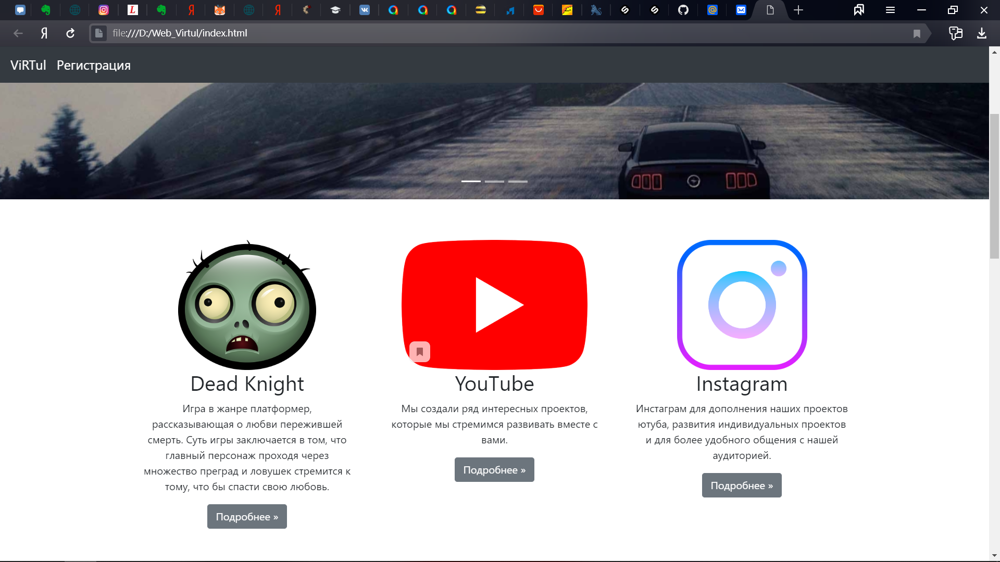 file:///D:/Web_Virtul/index.html
ViRTul Регистрация
Dead Knight
Игра в жанре платформер,
рассказывающая о любви пережившей
смерть. Суть игры заключается в том, что
главный персонаж проходя через
множество преград и ловушек стремится к
тому, что бы спасти свою любовь.
Подробнее »
YouTube
Мы создали ряд интересных проектов,
которые мы стремимся развивать вместе с
вами.
Подробнее »
Instagram
Инстаграм для дополнения наших проектов
ютуба, развития индивидуальных проектов
и для более удобного общения с нашей
аудиторией.
Подробнее »